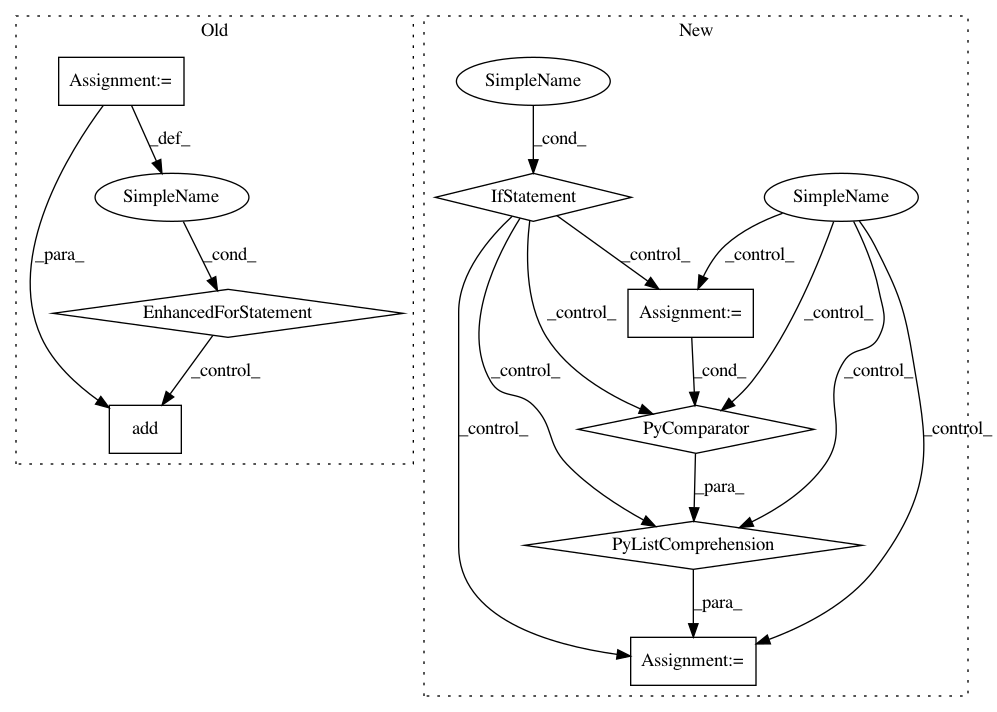 Old
New
Assignment:=
SimpleName
_def_
_cond_
SimpleName
IfStatement
SimpleName
_para_
_cond_
_control_
_control_
EnhancedForStatement
Assignment:=
_control_
_control_
_control_
_cond_
_control_
_control_
add
PyComparator
_control_
_control_
_para_
PyListComprehension
_para_
Assignment:=